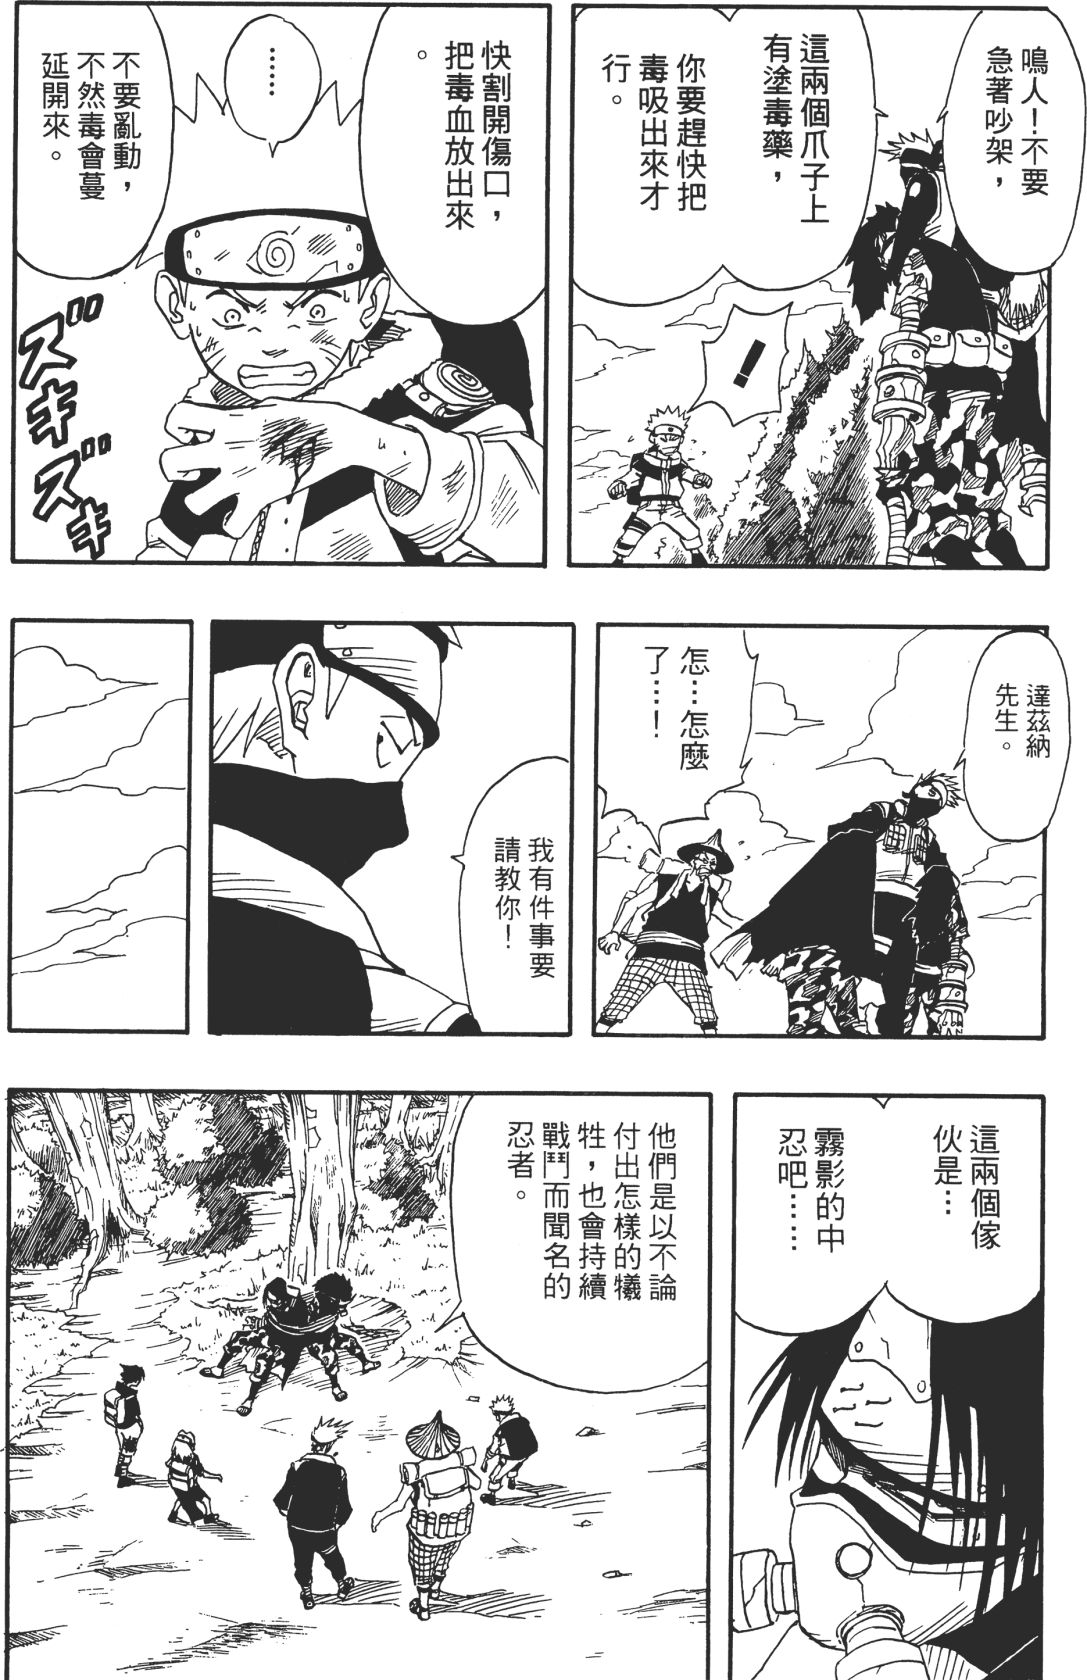 鳴人！不要
急著吵架，
這兩個爪子上
有塗毒藥，
你要趕快把
毒吸出來才
行。
！
快割開傷口，
把毒血放出來
。
……
不要亂動，
不然毒會蔓
延開來。
ズキズキ
達茲納
先生。
怎…怎麼
了…！
我有件事要
請教你！
這兩個傢
伙是…
霧影的中
忍吧……
他們是以不論
付出怎樣的犧
牲，也會持續
戰鬥而聞名的
忍者。